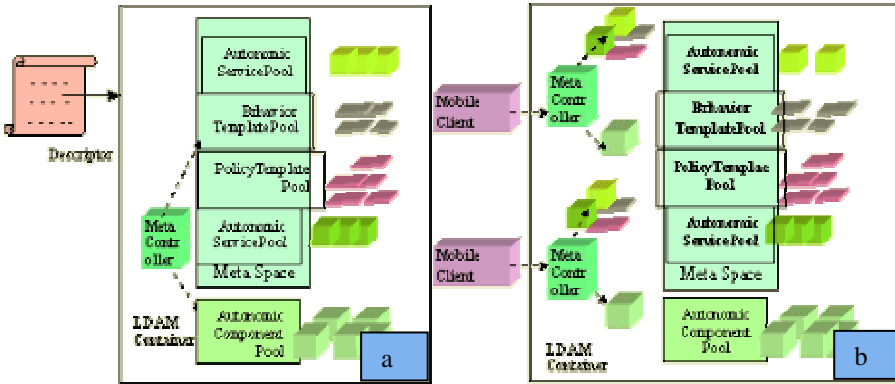 Autonomic
ServicePool
Behavior
TemplatePool
Descriptor
PolicyTemplate
Pool
Meta
Contr
oller
Autonomic
ServicePool
Meta Space
LDAM
Container
Autonomic
Component
Pool
a
Mobile
Client
Meta
Contr
oller
Mobile
Client
Meta
Contr
oller
Autonomic
ServicePool
Behavior
TemplatePool
PolicyTemplae
Pool
Autonomic
ServicePool
Meta Space
LDAM
Container
Autonomic
Component
Pool
b